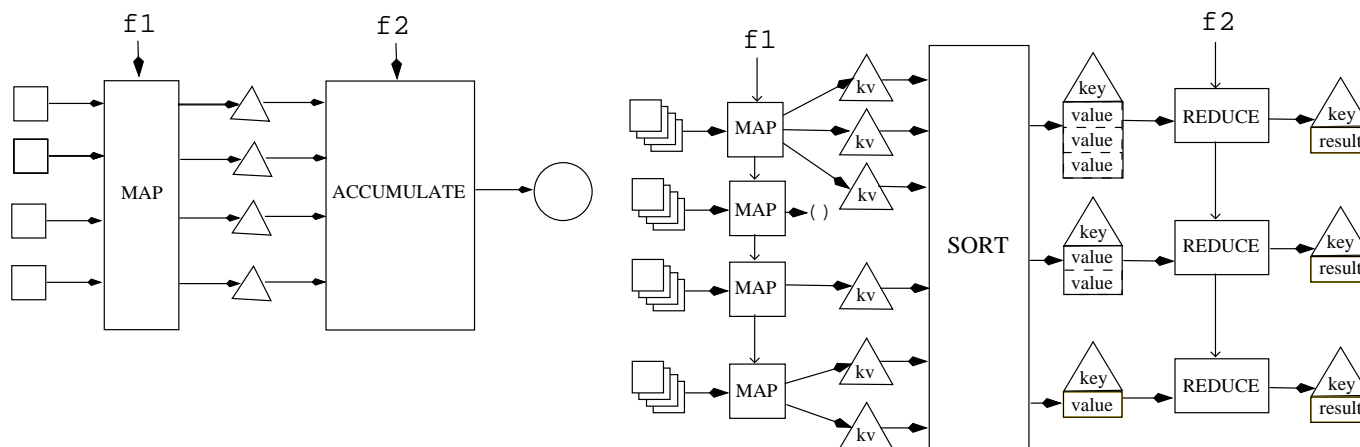 f1
f2
MAP
ACCUMULATE
f1
f2
MAP
kv
kv
kv
MAP
()
MAP
kv
MAP
kv
kv
SORT
key
value
value
value
REDUCE
key
result
key
value
value
REDUCE
key
result
key
value
REDUCE
key
result